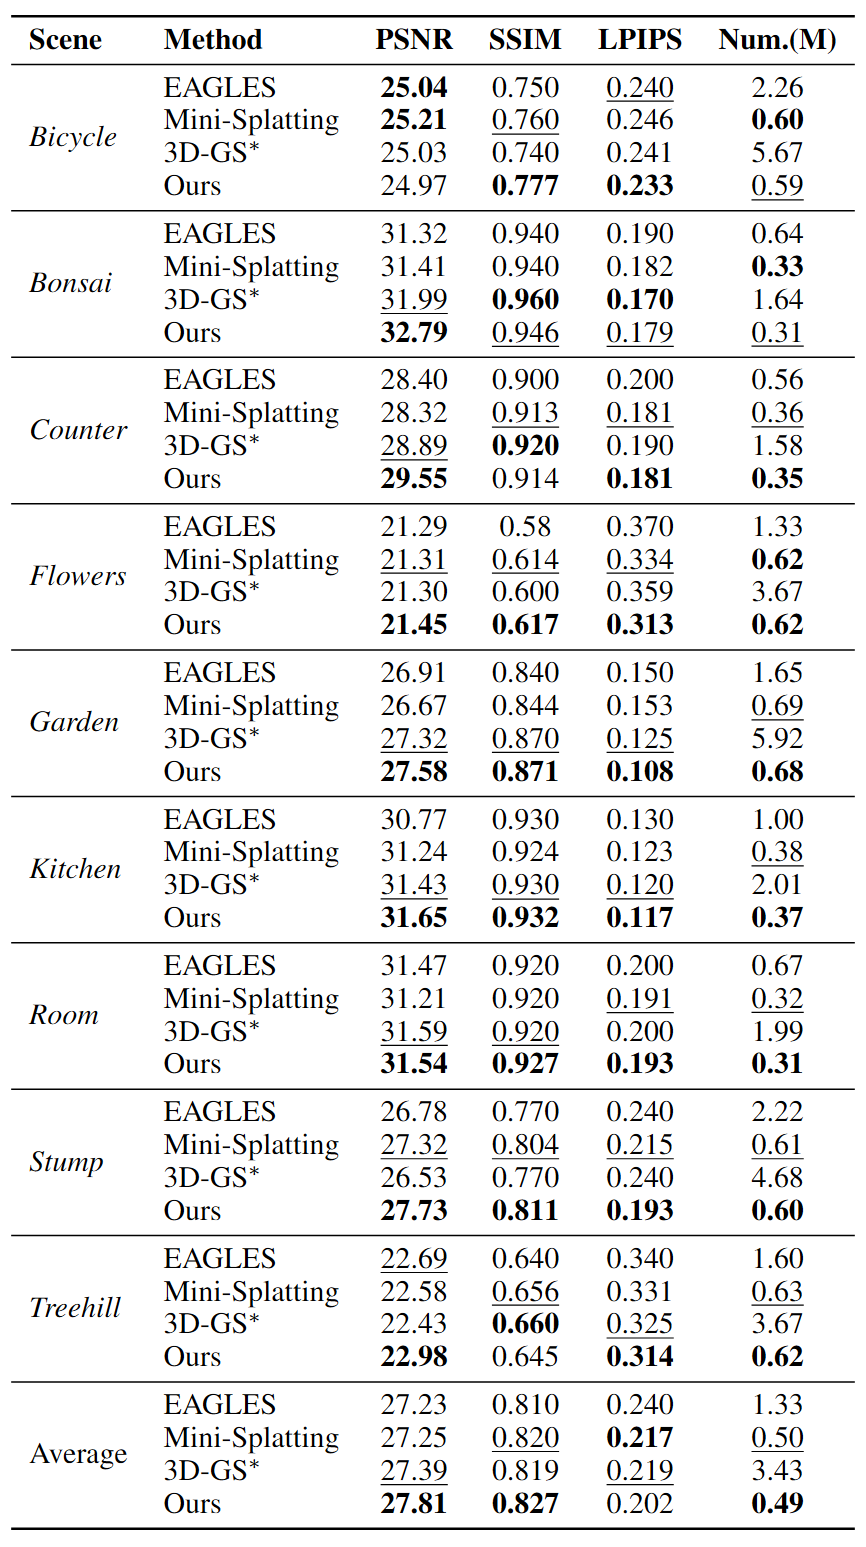 Scene Method PSNR SSIM LPIPS Num.(M)
EAGLES 25.04 0.750 0.240 2.26
Mini-Splatting 25.21 0.760 0.246 0.60
Bicycle
3D-GS* 25.03 0.740 0.241 5.67
Ours 24.97 0.777 0.233 0.59
EAGLES 31.32 0.940 0.190 0.64
Mini-Splatting 31.41 0.940 0.182 0.33
Bonsai
3D-GS* 31.99 0.960 0.170 1.64
Ours 32.79 0.946 0.179 0.31
EAGLES 28.40 0.900 0.200 0.56
Mini-Splatting 28.32 0.913 0.181 0.36
Counter
3D-GS* 28.89 0.920 0.190 1.58
Ours 29.55 0.914 0.181 0.35
EAGLES 21.29 0.58 0.370 1.33
Mini-Splatting 21.31 0.614 0.334 0.62
Flowers
3D-GS* 21.30 0.600 0.359 3.67
Ours 21.45 0.617 0.313 0.62
EAGLES 26.91 0.840 0.150 1.65
Mini-Splatting 26.67 0.844 0.153 0.69
Garden
3D-GS* 27.32 0.870 0.125 5.92
Ours 27.58 0.871 0.108 0.68
EAGLES 30.77 0.930 0.130 1.00
Mini-Splatting 31.24 0.924 0.123 0.38
Kitchen
3D-GS* 31.43 0.930 0.120 2.01
Ours 31.65 0.932 0.117 0.37
EAGLES 31.47 0.920 0.200 0.67
Mini-Splatting 31.21 0.920 0.191 0.32
Room
3D-GS* 31.59 0.920 0.200 1.99
Ours 31.54 0.927 0.193 0.31
EAGLES 26.78 0.770 0.240 2.22
Mini-Splatting 27.32 0.804 0.215 0.61
Stump
3D-GS* 26.53 0.770 0.240 4.68
Ours 27.73 0.811 0.193 0.60
EAGLES 22.69 0.640 0.340 1.60
Mini-Splatting 22.58 0.656 0.331 0.63
Treehill
3D-GS* 22.43 0.660 0.325 3.67
Ours 22.98 0.645 0.314 0.62
EAGLES 27.23 0.810 0.240 1.33
Mini-Splatting 27.25 0.820 0.217 0.50
Average
3D-GS* 27.39 0.819 0.219 3.43
Ours 27.81 0.827 0.202 0.49